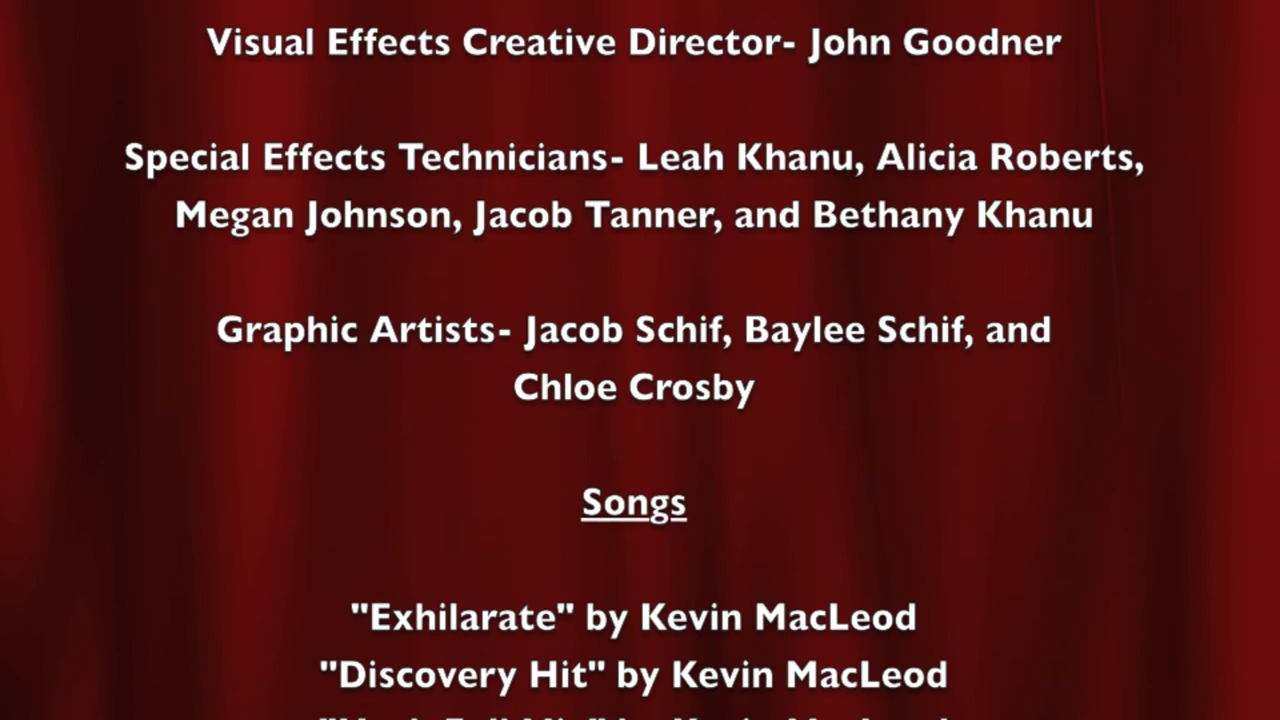 Visual Effects Creative Director- John Goodner
Special Effects Technicians- Leah Khanu, Alicia Roberts,
Megan Johnson, Jacob Tanner, and Bethany Khanu
Graphic Artists- Jacob Schif, Baylee Schif, and
Chloe Crosby
Songs
"Exhilarate" by Kevin MacLeod
"Discovery Hit" by Kevin MacLeod